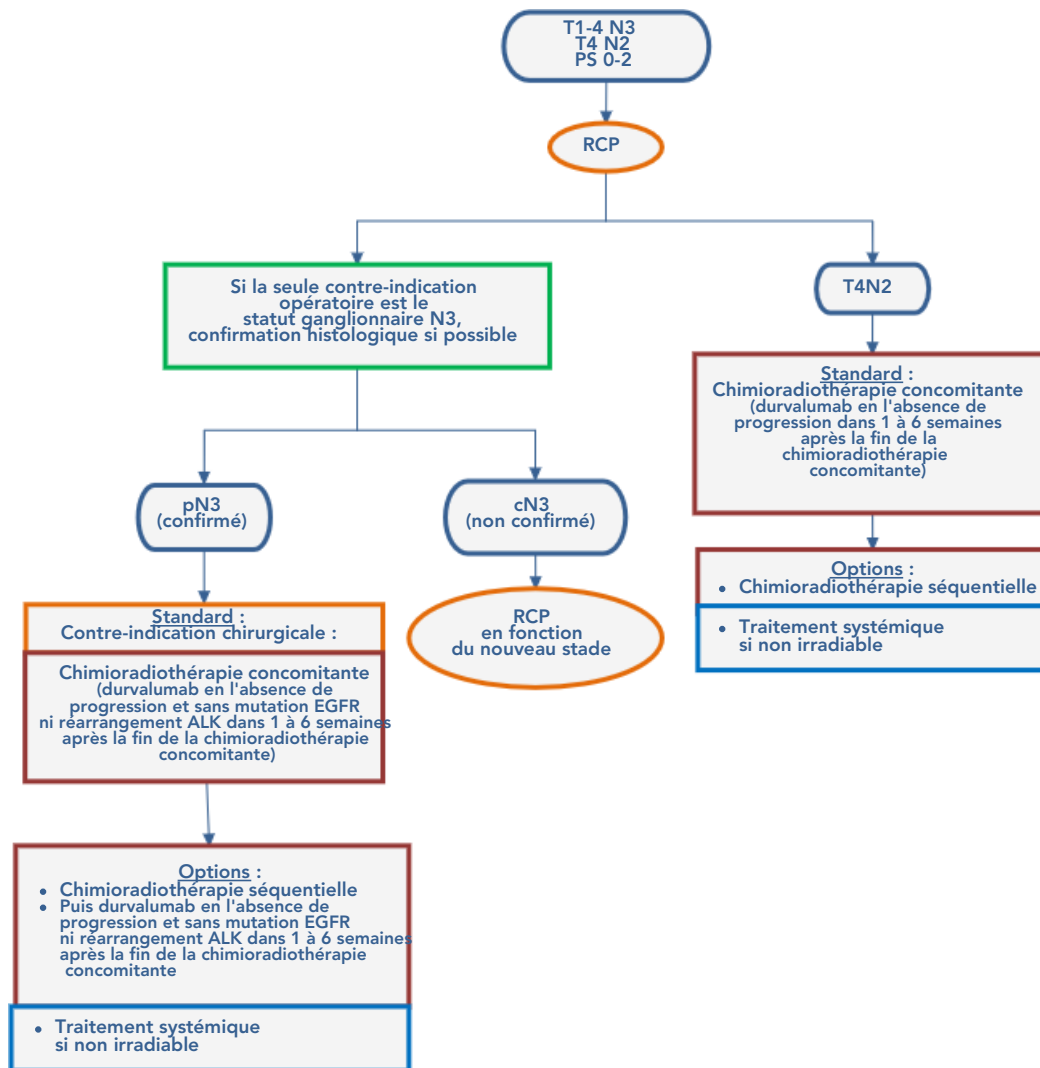 T1-4 N3
T4 N2
PS 0-2
RCP
Si la seule contre-indication
opératoire est le
statut ganglionnaire N3,
confirmation histologique si possible
T4N2
Standard :
Chimioradiothérapie concomitante
(durvalumab en l'absence de
progression dans 1 à 6 semaines
après la fin de la
chimioradiothérapie
concomitante)
Options :
• Chimioradiothérapie séquentielle
• Traitement systémique
si non irradiable
pN3
(confirmé)
cN3
(non confirmé)
RCP
en fonction
du nouveau stade
Standard :
Contre-indication chirurgicale :
Chimioradiothérapie concomitante
(durvalumab en l'absence de
progression et sans mutation EGFR
ni réarrangement ALK dans 1 à 6 semaines
après la fin de la chimioradiothérapie
concomitante)
Options :
• Chimioradiothérapie séquentielle
• Puis durvalumab en l'absence de
progression et sans mutation EGFR
ni réarrangement ALK dans 1 à 6 semaines
après la fin de la chimioradiothérapie
concomitante
• Traitement systémique
si non irradiable